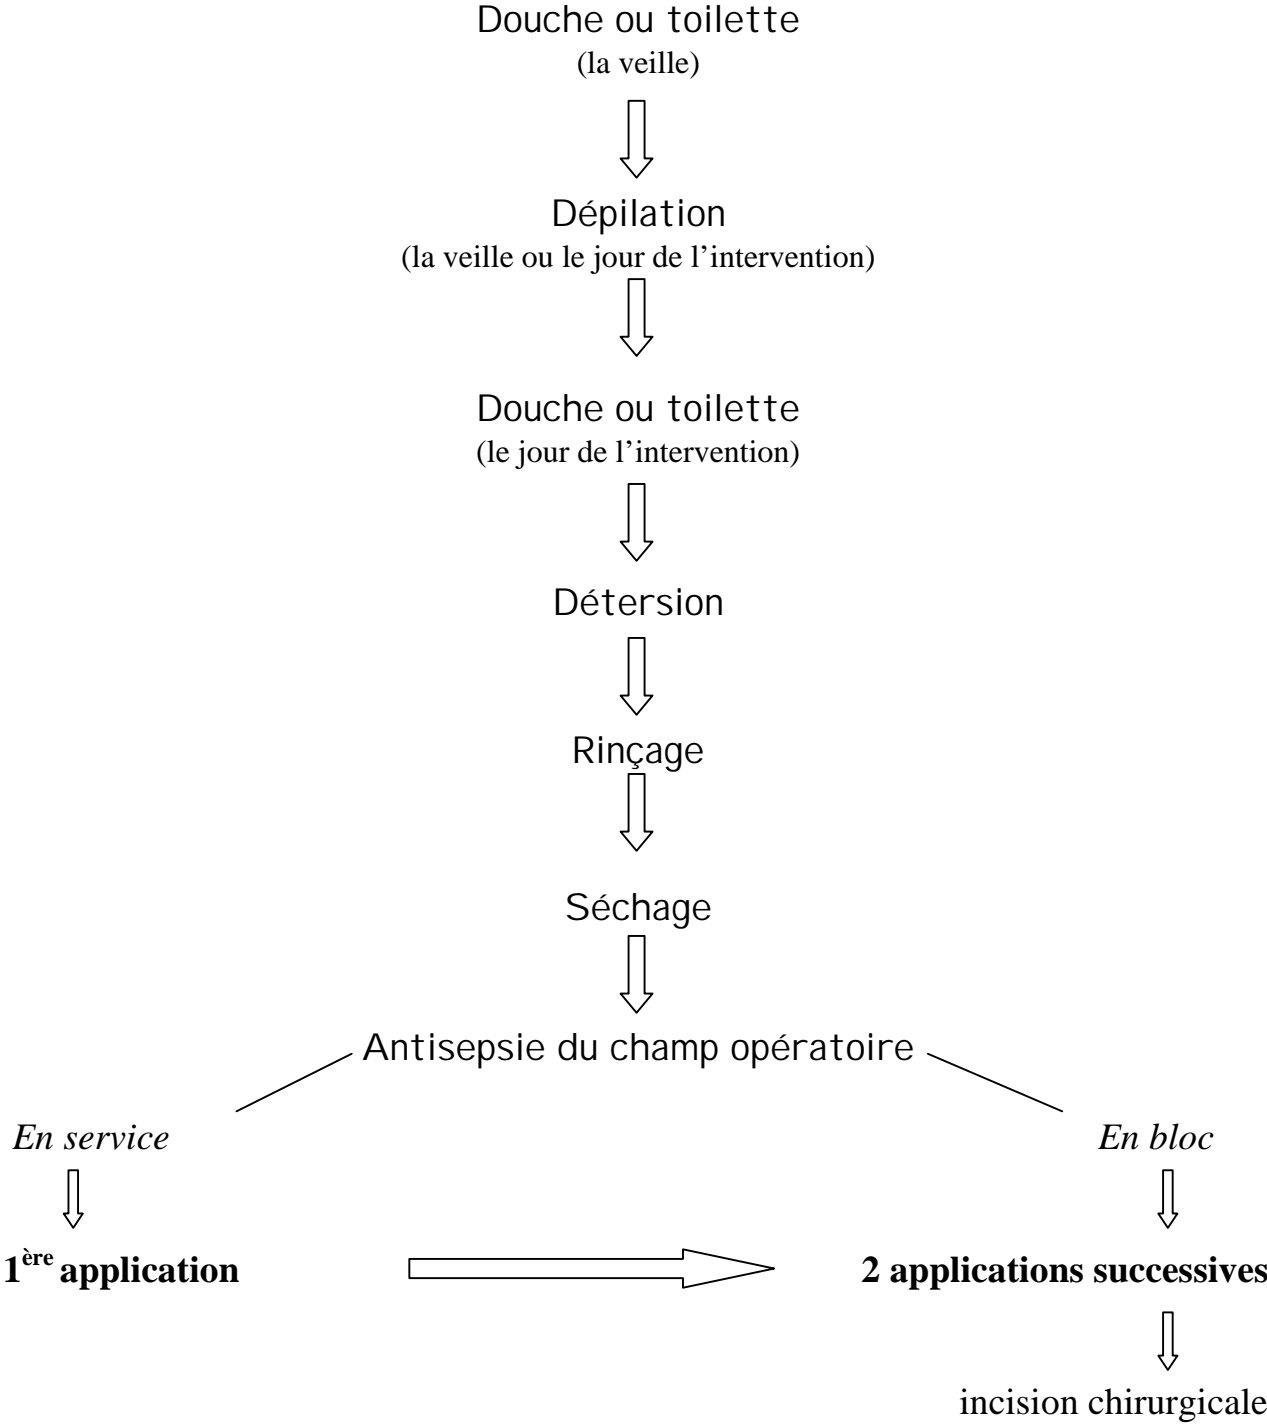 Douche ou toilette
(la veille)
Dépilation
(la veille ou le jour de l’intervention)
Douche ou toilette
(le jour de l’intervention)
Détersion
Rinçage
Séchage
Antisepsie du champ opératoire
En service
En bloc
1ère application
2 applications successives
incision chirurgicale